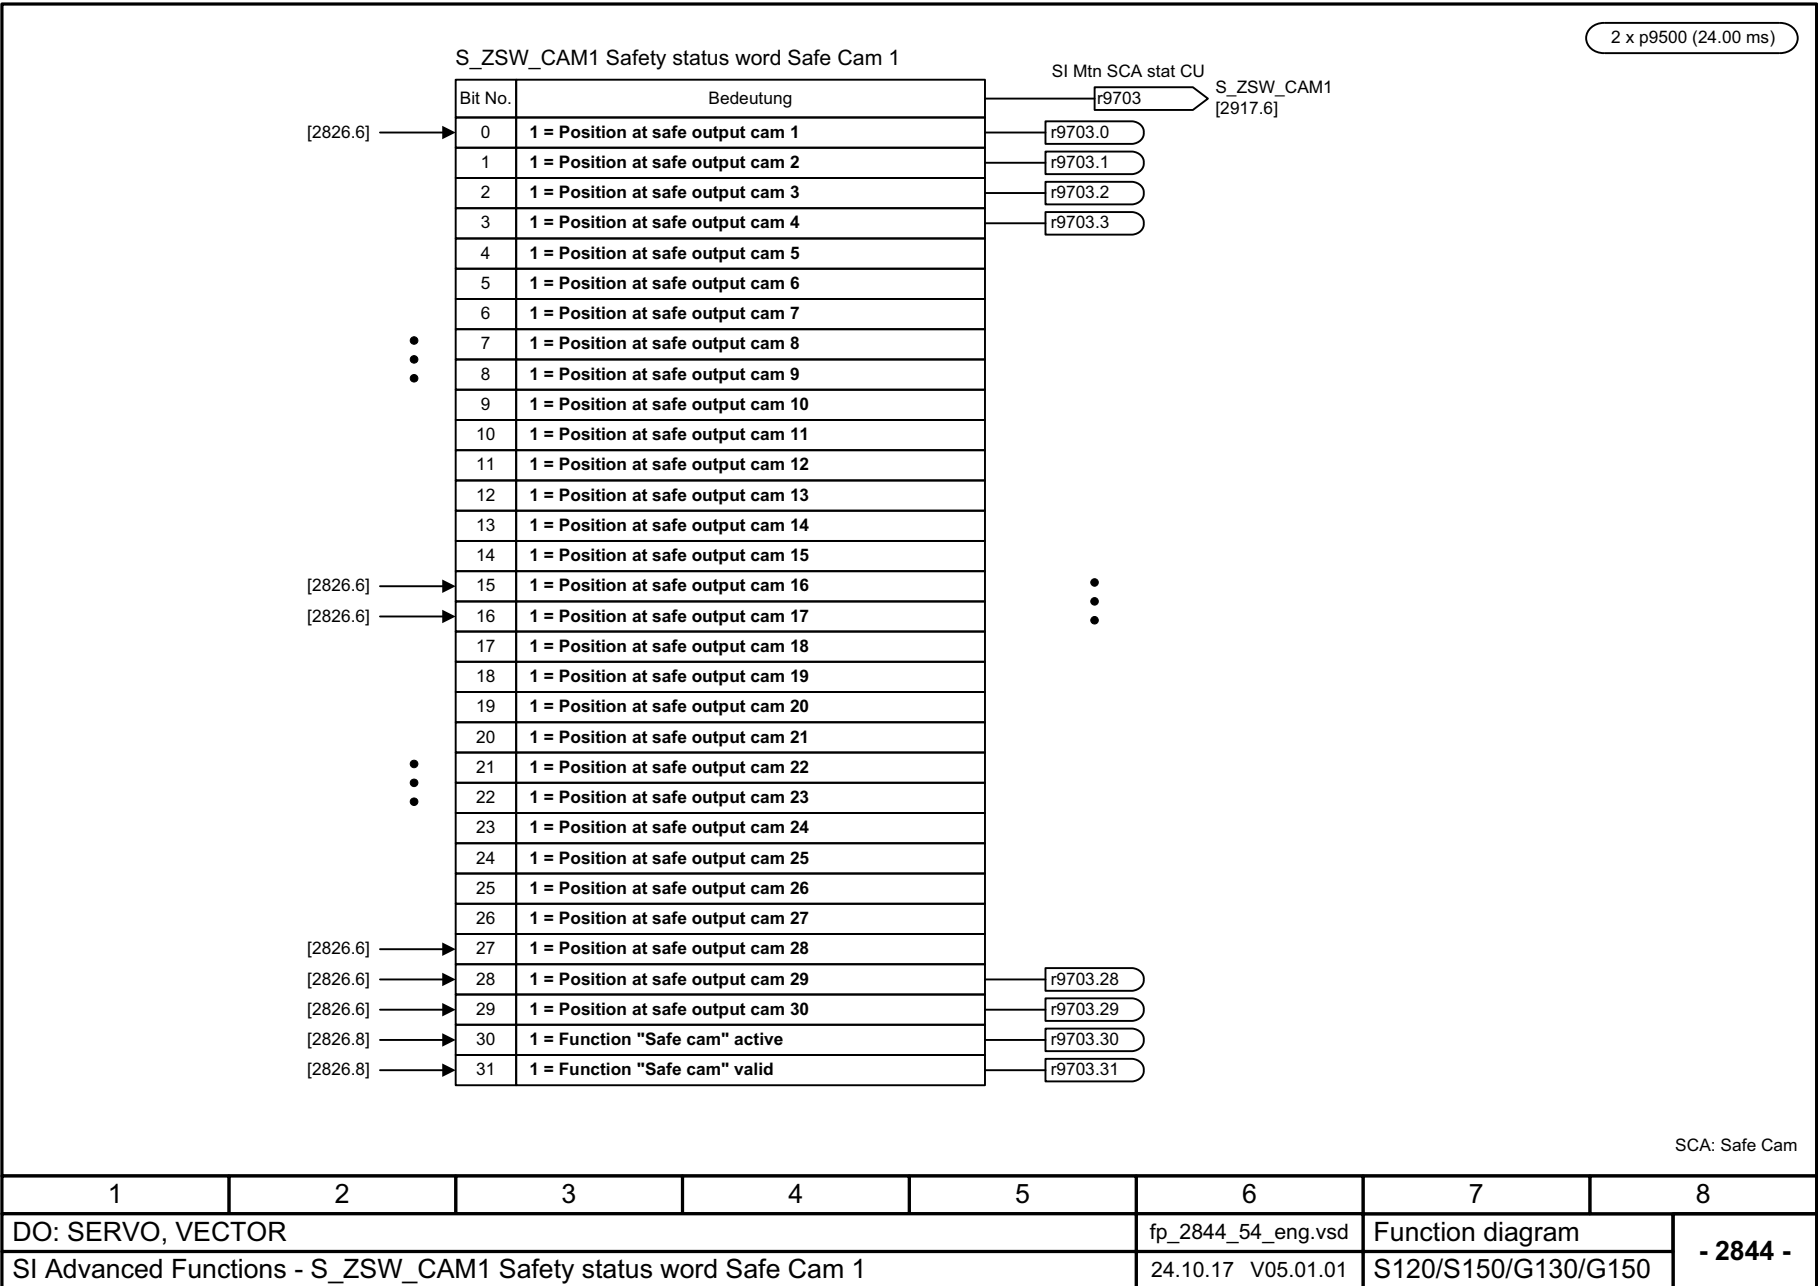 2 x p9500 (24.00 ms)
S_ZSW_CAM1 Safety status word Safe Cam 1
SI Mtn SCA stat CU
Bit No. Bedeutung r9703 S_ZSW_CAM1
[2917.6]
[2826.6] 0 1 = Position at safe output cam 1 r9703.0
1 1 = Position at safe output cam 2 r9703.1
2 1 = Position at safe output cam 3 r9703.2
3 1 = Position at safe output cam 4 r9703.3
4 1 = Position at safe output cam 5
5 1 = Position at safe output cam 6
6 1 = Position at safe output cam 7
7 1 = Position at safe output cam 8
8 1 = Position at safe output cam 9
9 1 = Position at safe output cam 10
10 1 = Position at safe output cam 11
11 1 = Position at safe output cam 12
12 1 = Position at safe output cam 13
13 1 = Position at safe output cam 14
14 1 = Position at safe output cam 15
[2826.6] 15 1 = Position at safe output cam 16
[2826.6] 16 1 = Position at safe output cam 17
17 1 = Position at safe output cam 18
18 1 = Position at safe output cam 19
19 1 = Position at safe output cam 20
20 1 = Position at safe output cam 21
21 1 = Position at safe output cam 22
22 1 = Position at safe output cam 23
23 1 = Position at safe output cam 24
24 1 = Position at safe output cam 25
25 1 = Position at safe output cam 26
26 1 = Position at safe output cam 27
[2826.6] 27 1 = Position at safe output cam 28
[2826.6] 28 1 = Position at safe output cam 29 r9703.28
[2826.6] 29 1 = Position at safe output cam 30 r9703.29
[2826.8] 30 1 = Function "Safe cam" active r9703.30
[2826.8] 31 1 = Function "Safe cam" valid r9703.31
SCA: Safe Cam
1 2 3 4 5 6 7 8
DO: SERVO, VECTOR fp_2844_54_eng.vsd Function diagram - 2844 -
SI Advanced Functions - S_ZSW_CAM1 Safety status word Safe Cam 1 24.10.17 V05.01.01 S120/S150/G130/G150